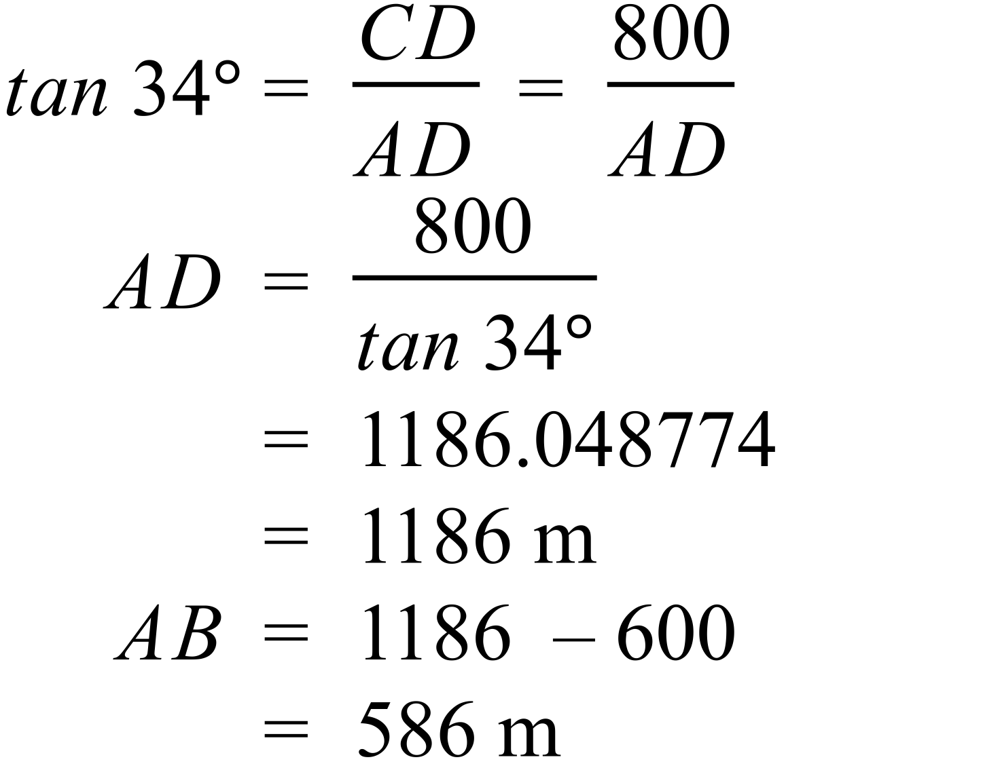 tan 34° = CD/AD = 800/AD
AD = 800/tan 34°
= 1186.048774
= 1186 m
AB = 1186 – 600
= 586 m